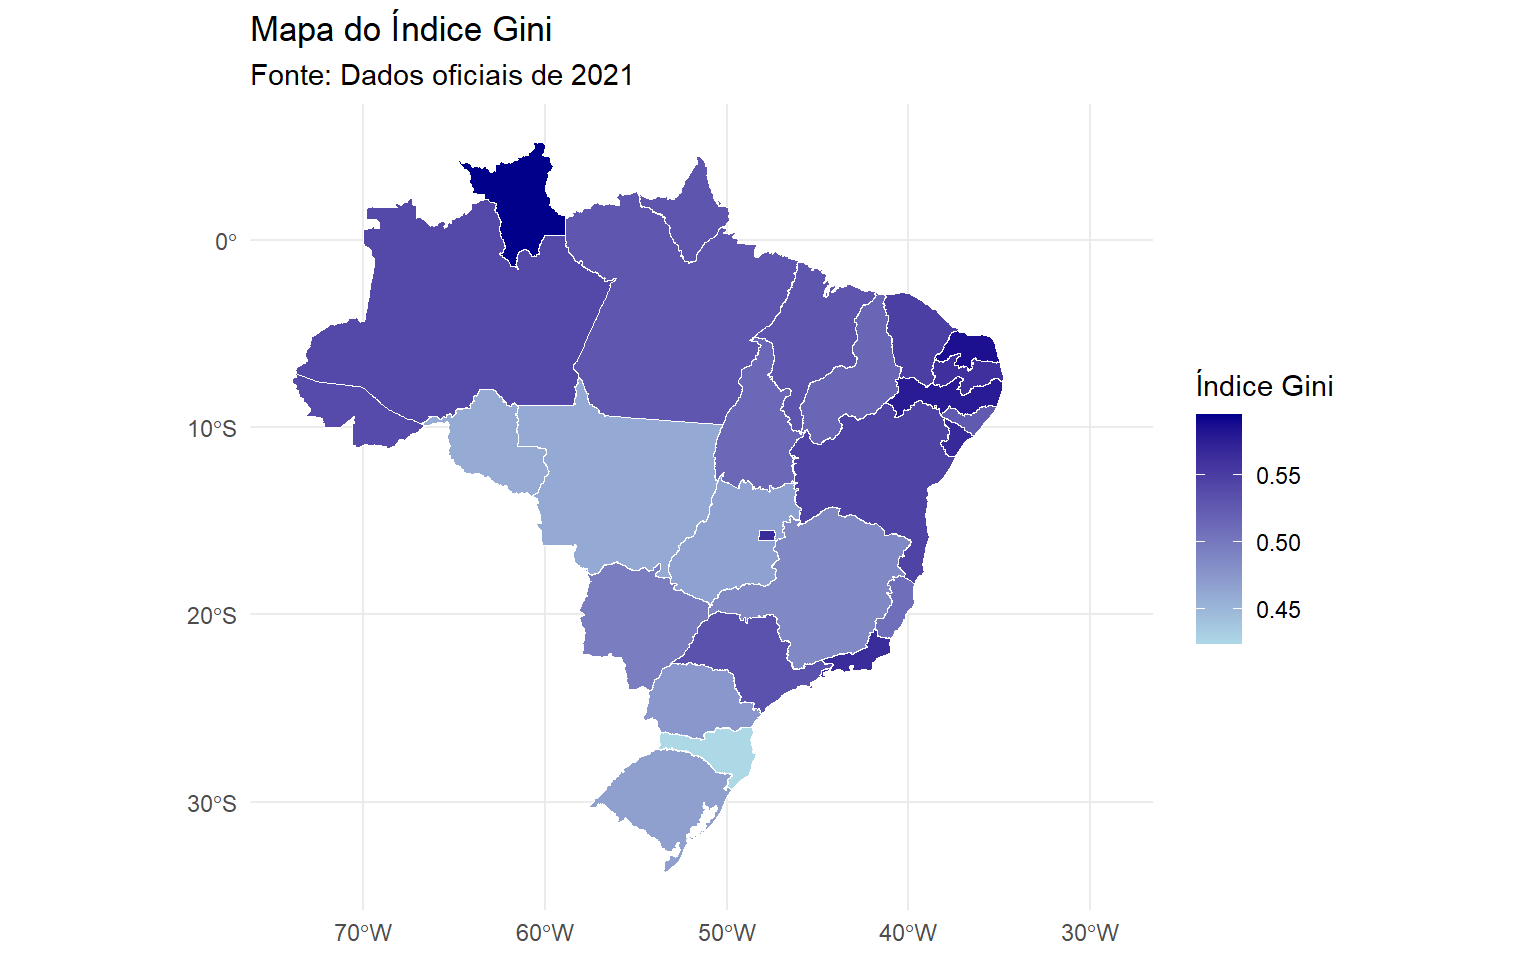 Mapa do Índice Gini
Fonte: Dados oficiais de 2021
0°
10°S
20°S
30°S
70°W
60°W
50°W
40°W
30°W
Índice Gini
0.55
0.50
0.45